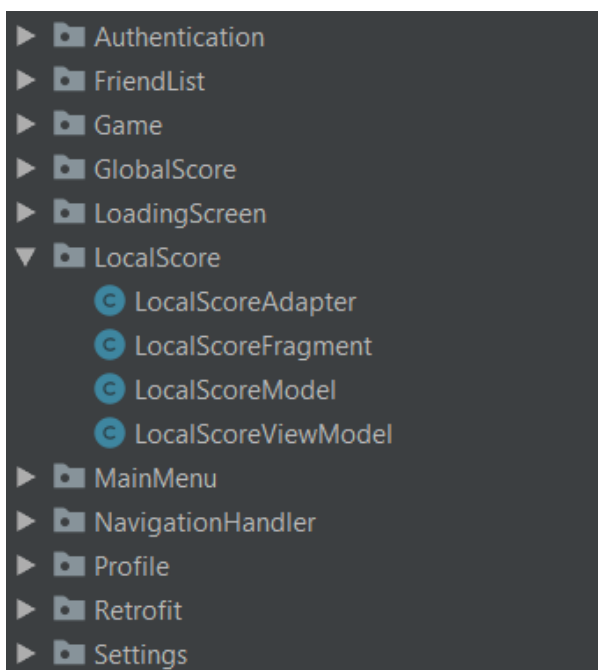 Authentication
FriendList
Game
GlobalScore
LoadingScreen
LocalScore
C LocalScoreAdapter
C LocalScoreFragment
C LocalScoreModel
C LocalScoreViewModel
MainMenu
NavigationHandler
Profile
Retrofit
Settings